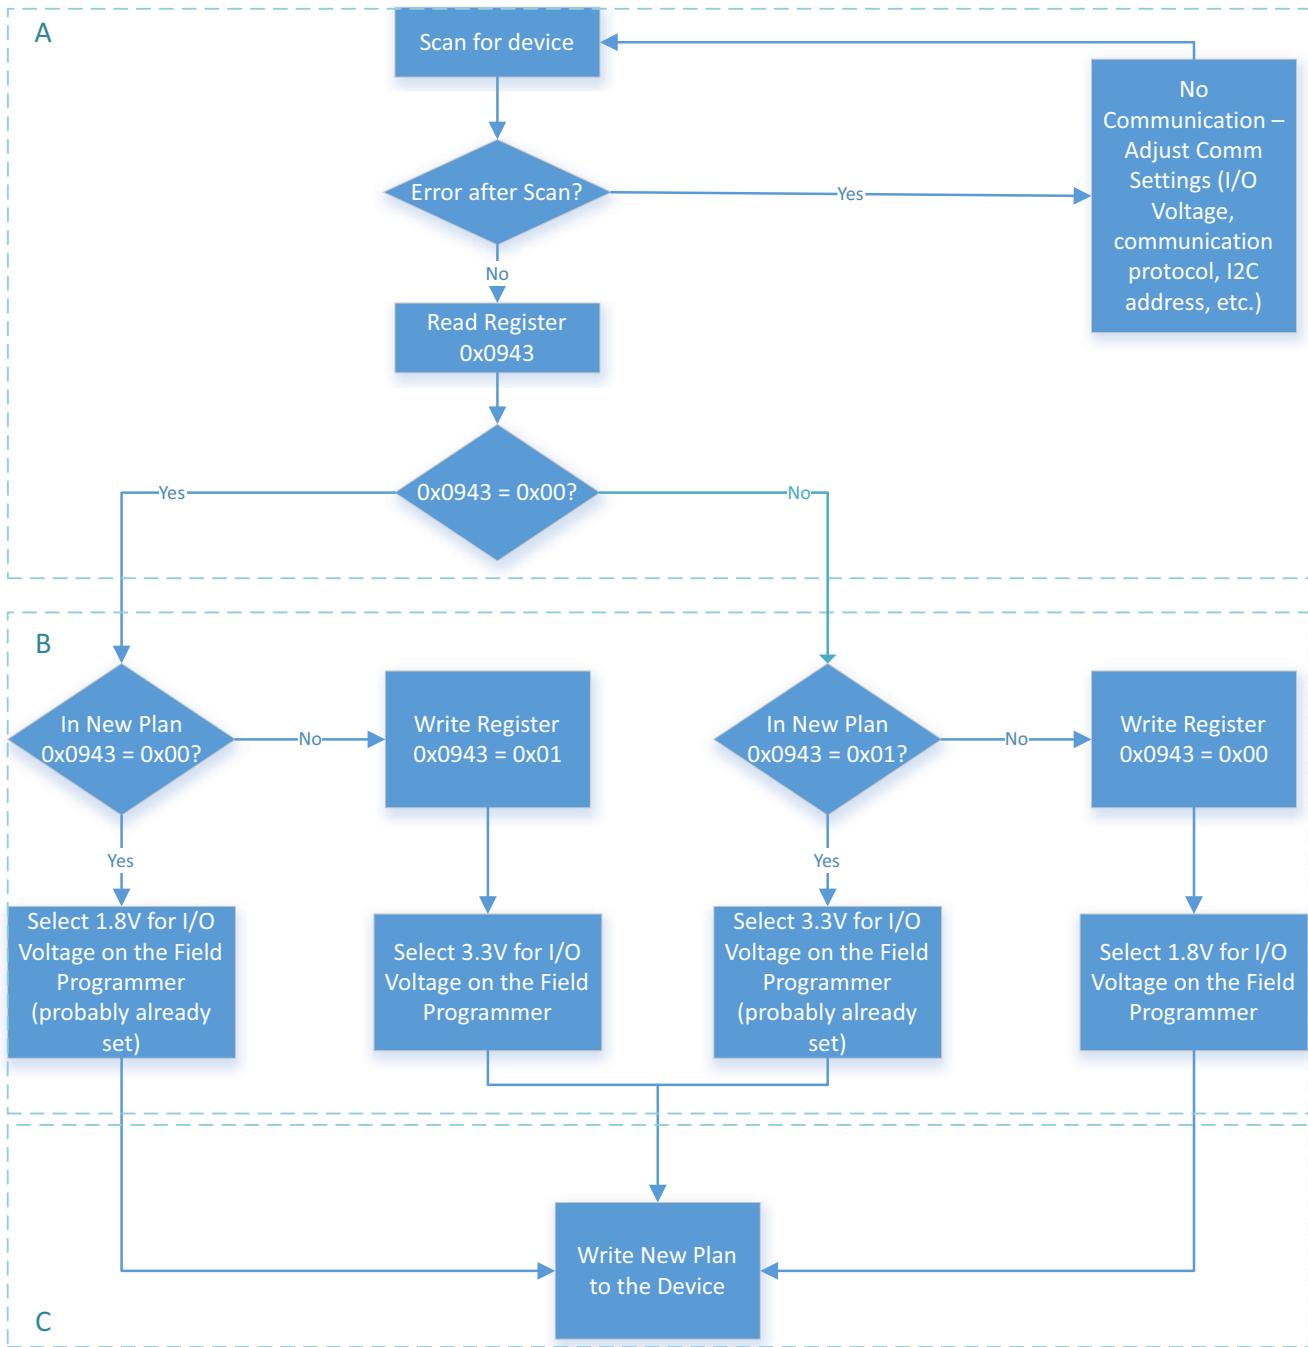 A
Scan for device
No
Communication –
Adjust Comm
Settings (I/O
Voltage,
communication
protocol, I2C
address, etc.)
Error after Scan?
Yes
No
Read Register
0x0943
0x0943 = 0x00?
Yes
No
B
In New Plan
0x0943 = 0x00?
No
Write Register
0x0943 = 0x01
In New Plan
0x0943 = 0x01?
No
Write Register
0x0943 = 0x00
Yes
Yes
Select 1.8V for I/O
Voltage on the Field
Programmer
(probably already
set)
Select 3.3V for I/O
Voltage on the Field
Programmer
Select 3.3V for I/O
Voltage on the Field
Programmer
(probably already
set)
Select 1.8V for I/O
Voltage on the Field
Programmer
Write New Plan
to the Device
C